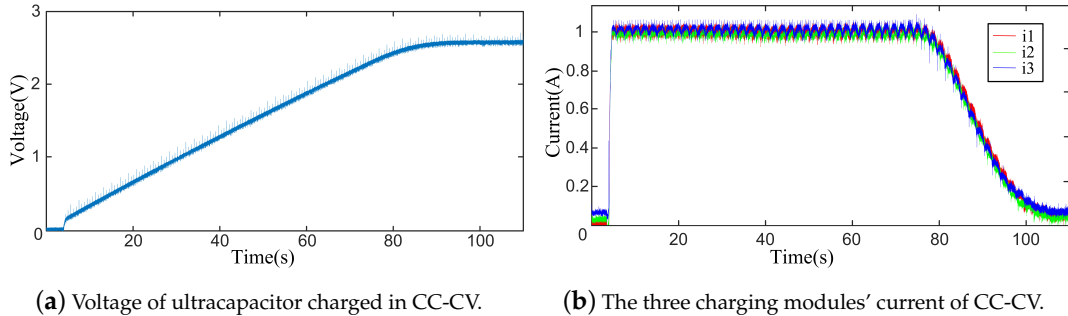 3
2
1
0
Voltage(V)
20
40
60
80
100
Time(s)
(a) Voltage of ultracapacitor charged in CC-CV.
1
0.8
0.6
0.4
0.2
0
Current(A)
20
40
60
80
100
Time(s)
i1
i2
i3
(b) The three charging modules' current of CC-CV.